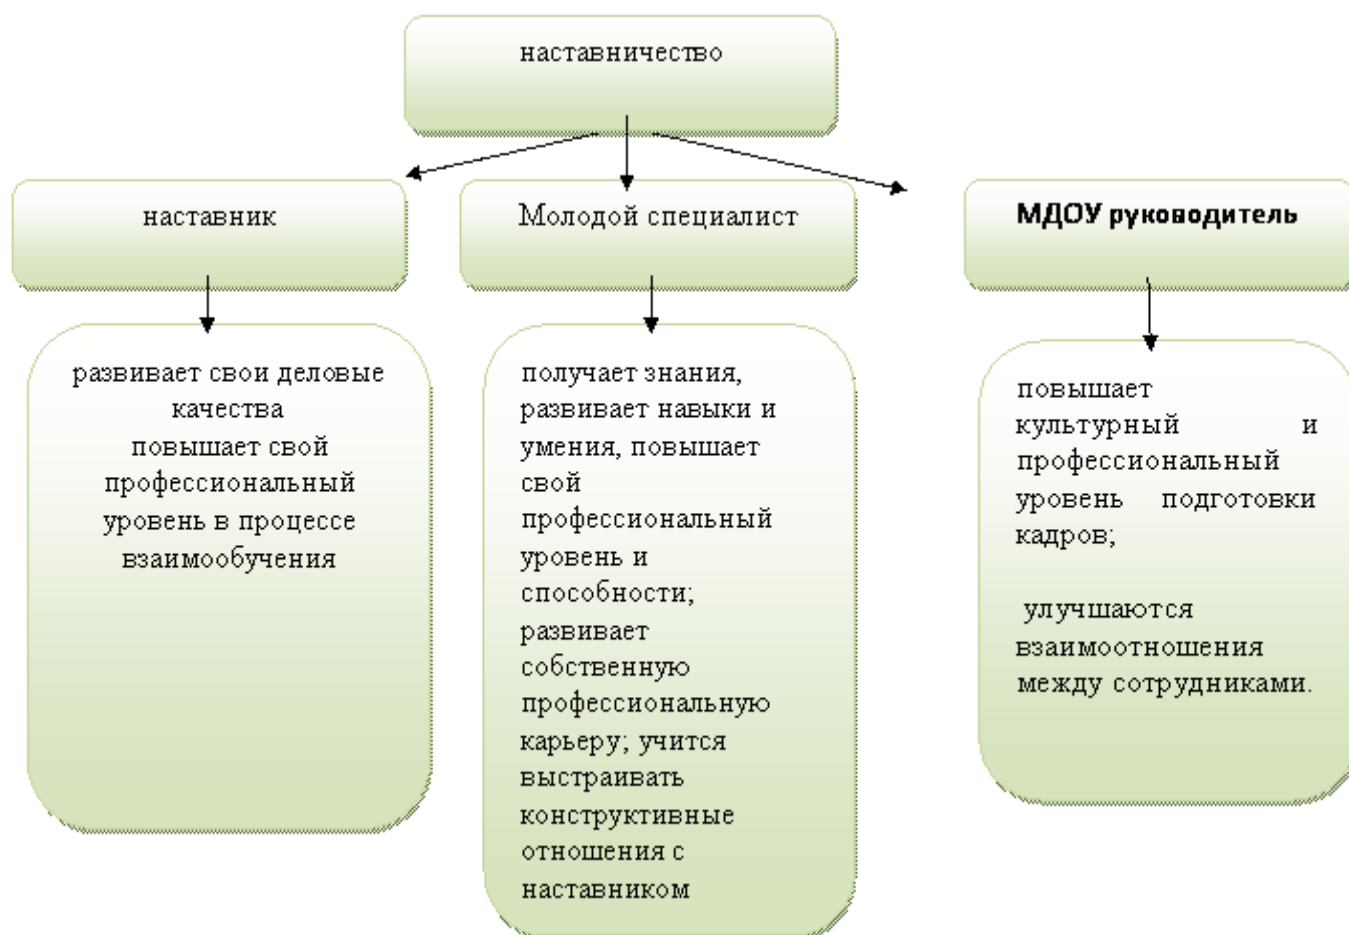 наставничество
наставник
Молодой специалист
МДОУ руководитель
развивает свои деловые
качества
повышает свой
профессиональный
уровень в процессе
взаимообучения
получает знания,
развивает навыки и
умения, повышает
свой
профессиональный
уровень и
способности;
развивает
собственную
профессиональную
карьеру; учится
выстраивать
конструктивные
отношения с
наставником
повышает
культурный и
профессиональный
уровень подготовки
кадров;
улучшаются
взаимоотношения
между сотрудниками.